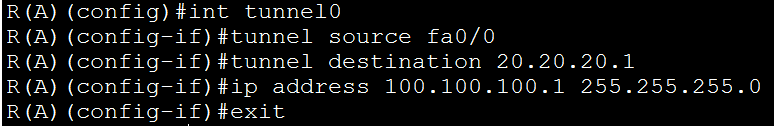 R(A)(config)#int tunnel0
R(A)(config-if)#tunnel source fa0/0
R(A)(config-if)#tunnel destination 20.20.20.1
R(A)(config-if)#ip address 100.100.100.1 255.255.255.0
R(A)(config-if)#exit